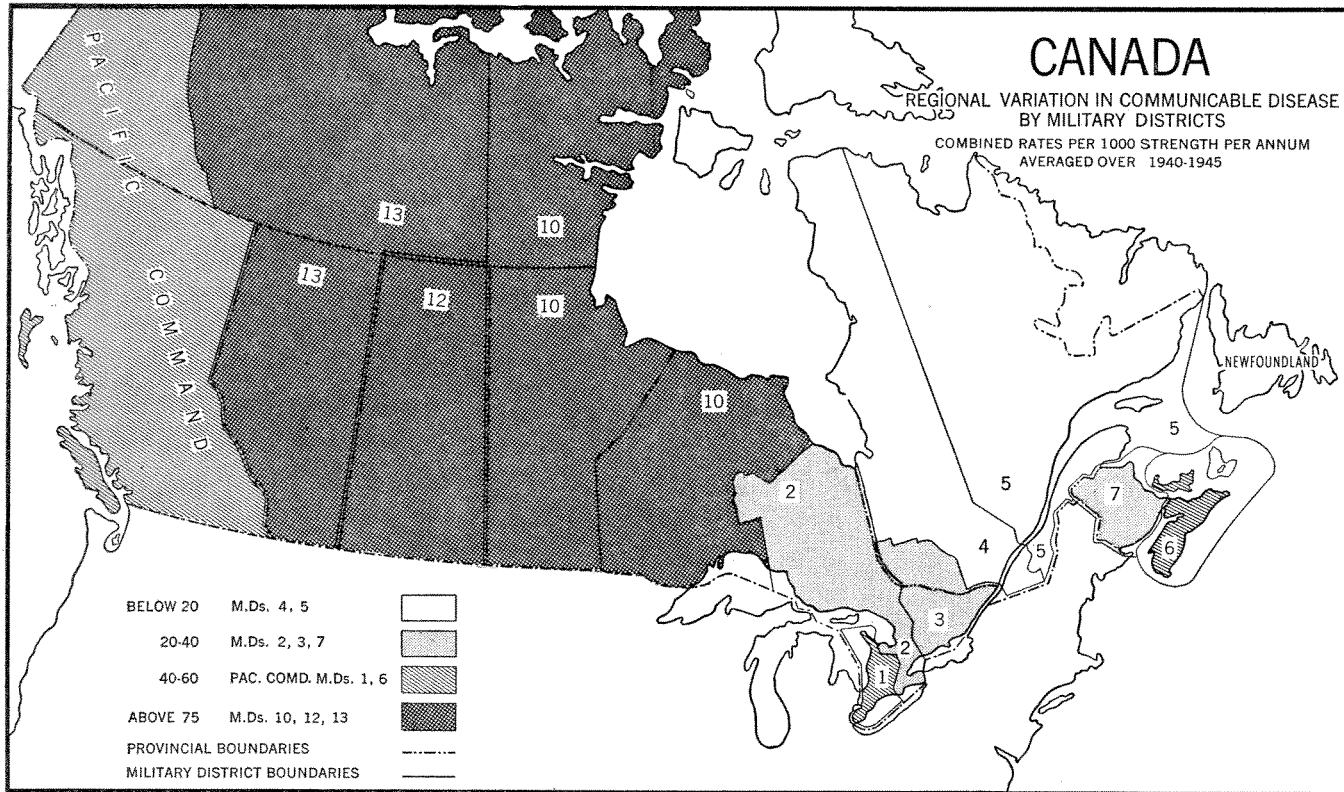 CANADA
REGIONAL VARIATION IN COMMUNICABLE DISEASE
BY MILITARY DISTRICTS
COMBINED RATES PER 1000 STRENGTH PER ANNUM
AVERAGED OVER 1940-1945
PACIFIC
COMMAND
13
10
13
12
10
10
NEWFOUNDLAND
5
2
5
7
4
5
6
3
2
1
BELOW 20 M.Ds. 4, 5
20-40 M.Ds. 2, 3, 7
40-60 PAC. COMD. M.Ds. 1, 6
ABOVE 75 M.Ds. 10, 12, 13
PROVINCIAL BOUNDARIES
MILITARY DISTRICT BOUNDARIES